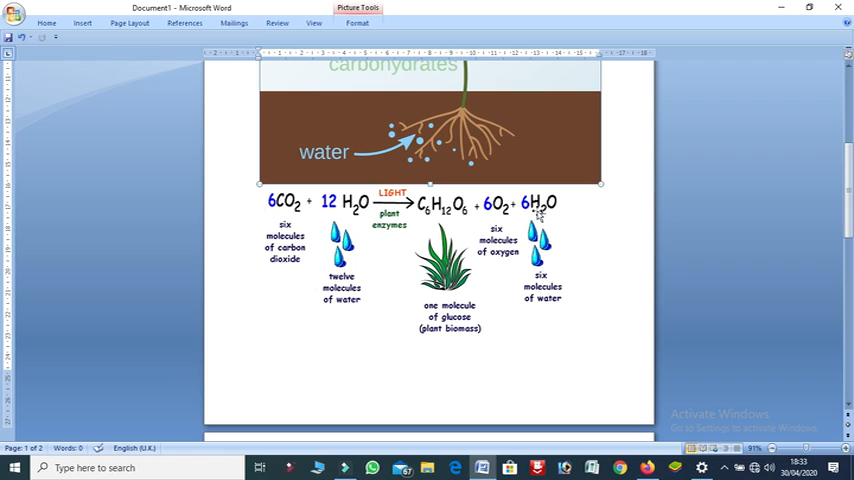 Document1 - Microsoft Word
Picture Tools
Home Insert Page Layout References Mailings Review View Format
carbohydrates
water
6CO2 + 12 H2O LIGHT → plant enzymes C6H12O6 + 6O2 + 6H2O
six
molecules
of carbon
dioxide
twelve
molecules
of water
one molecule
of glucose
(plant biomass)
six
molecules
of oxygen
six
molecules
of water
Activate Windows
Go to Settings to activate Windows.
Page: 1 of 2 Words: 0 English (U.K.) 91%
Type here to search
67
18:33
30/04/2020